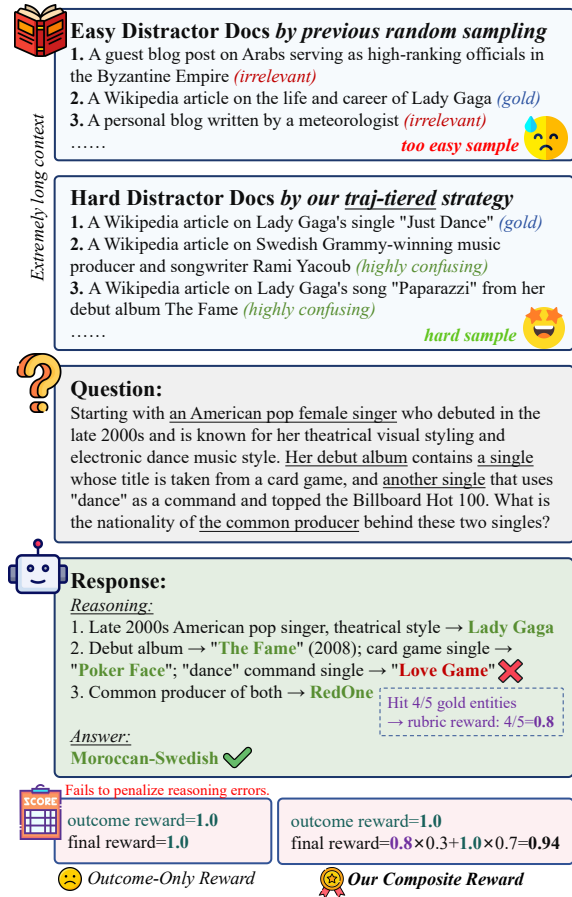 Extremely long context
Easy Distractor Docs by previous random sampling
1. A guest blog post on Arabs serving as high-ranking officials in
the Byzantine Empire (irrelevant)
2. A Wikipedia article on the life and career of Lady Gaga (gold)
3. A personal blog written by a meteorologist (irrelevant)
……
too easy sample
Hard Distractor Docs by our traj-tiered strategy
1. A Wikipedia article on Lady Gaga's single "Just Dance" (gold)
2. A Wikipedia article on Swedish Grammy-winning music
producer and songwriter Rami Yacoub (highly confusing)
3. A Wikipedia article on Lady Gaga's song "Paparazzi" from her
debut album The Fame (highly confusing)
……
hard sample
Question:
Starting with an American pop female singer who debuted in the
late 2000s and is known for her theatrical visual styling and
electronic dance music style. Her debut album contains a single
whose title is taken from a card game, and another single that uses
"dance" as a command and topped the Billboard Hot 100. What is
the nationality of the common producer behind these two singles?
Response:
Reasoning:
1. Late 2000s American pop singer, theatrical style → Lady Gaga
2. Debut album → "The Fame" (2008); card game single →
"Poker Face"; "dance" command single → "Love Game"
3. Common producer of both → RedOne
Hit 4/5 gold entities
→ rubric reward: 4/5=0.8
Answer:
Moroccan-Swedish
SCORE
Fails to penalize reasoning errors.
outcome reward=1.0
final reward=1.0
outcome reward=1.0
final reward=0.8×0.3+1.0×0.7=0.94
Outcome-Only Reward
Our Composite Reward